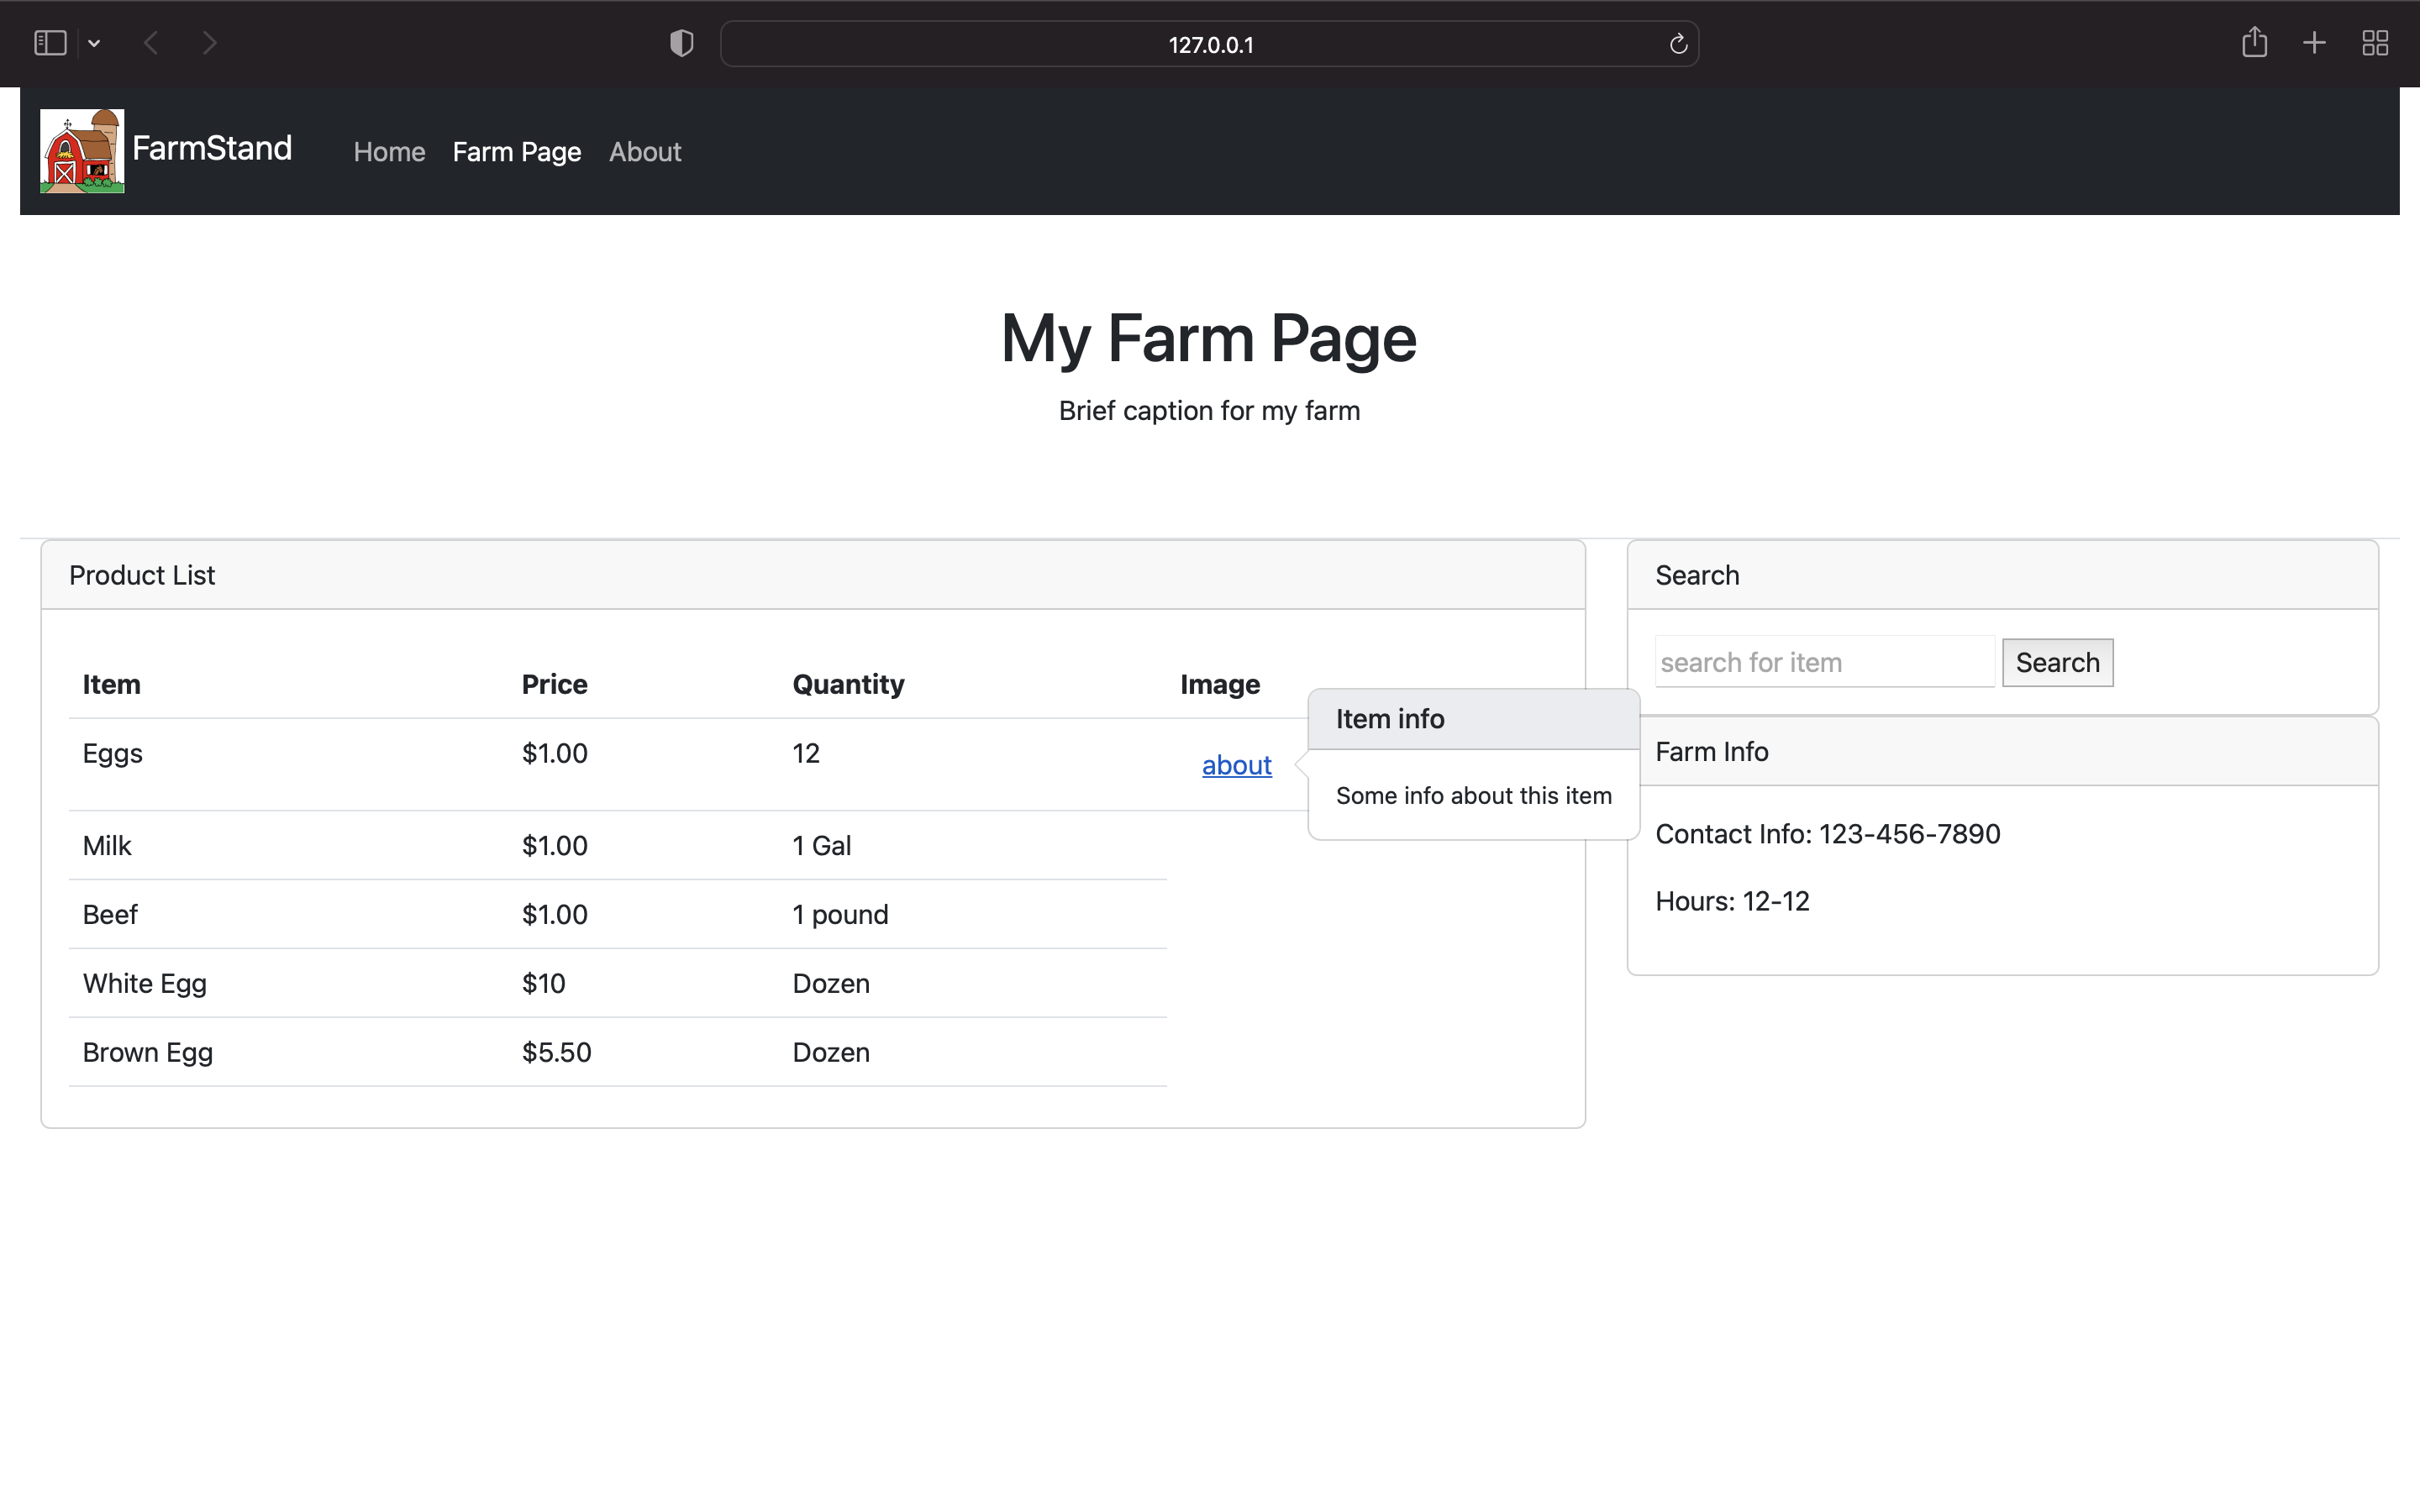 127.0.0.1
FarmStand Home Farm Page About
My Farm Page
Brief caption for my farm
Product List
Item Price Quantity Image
Eggs $1.00 12 about
Milk $1.00 1 Gal
Beef $1.00 1 pound
White Egg $10 Dozen
Brown Egg $5.50 Dozen
Item info
Some info about this item
Search
search for item Search
Farm Info
Contact Info: 123-456-7890
Hours: 12-12